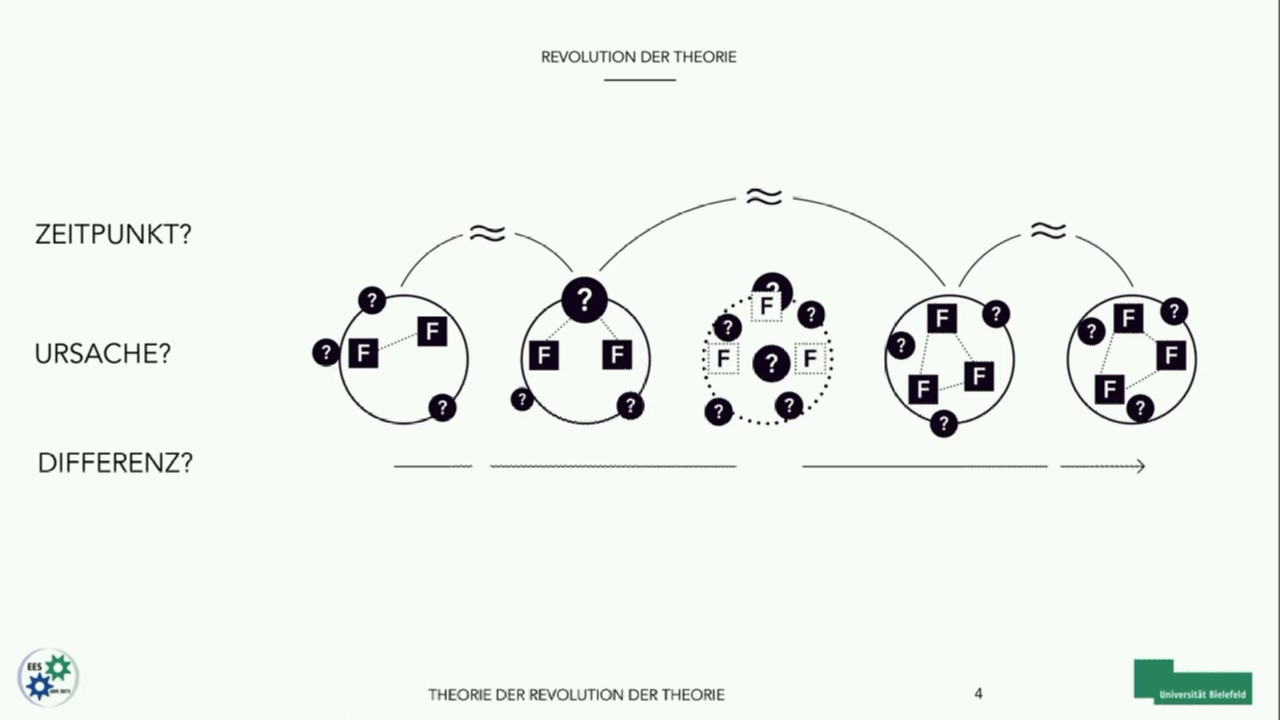 REVOLUTION DER THEORIE
ZEITPUNKT?
≈
≈
≈
URSACHE?
? ? F F ?
? F F ? ?
? F ? ? F ? F ? ?
F ? ? F F ?
F ? ? F F ?
DIFFERENZ?
EES
THEORIE DER REVOLUTION DER THEORIE
4
Universität Bielefeld